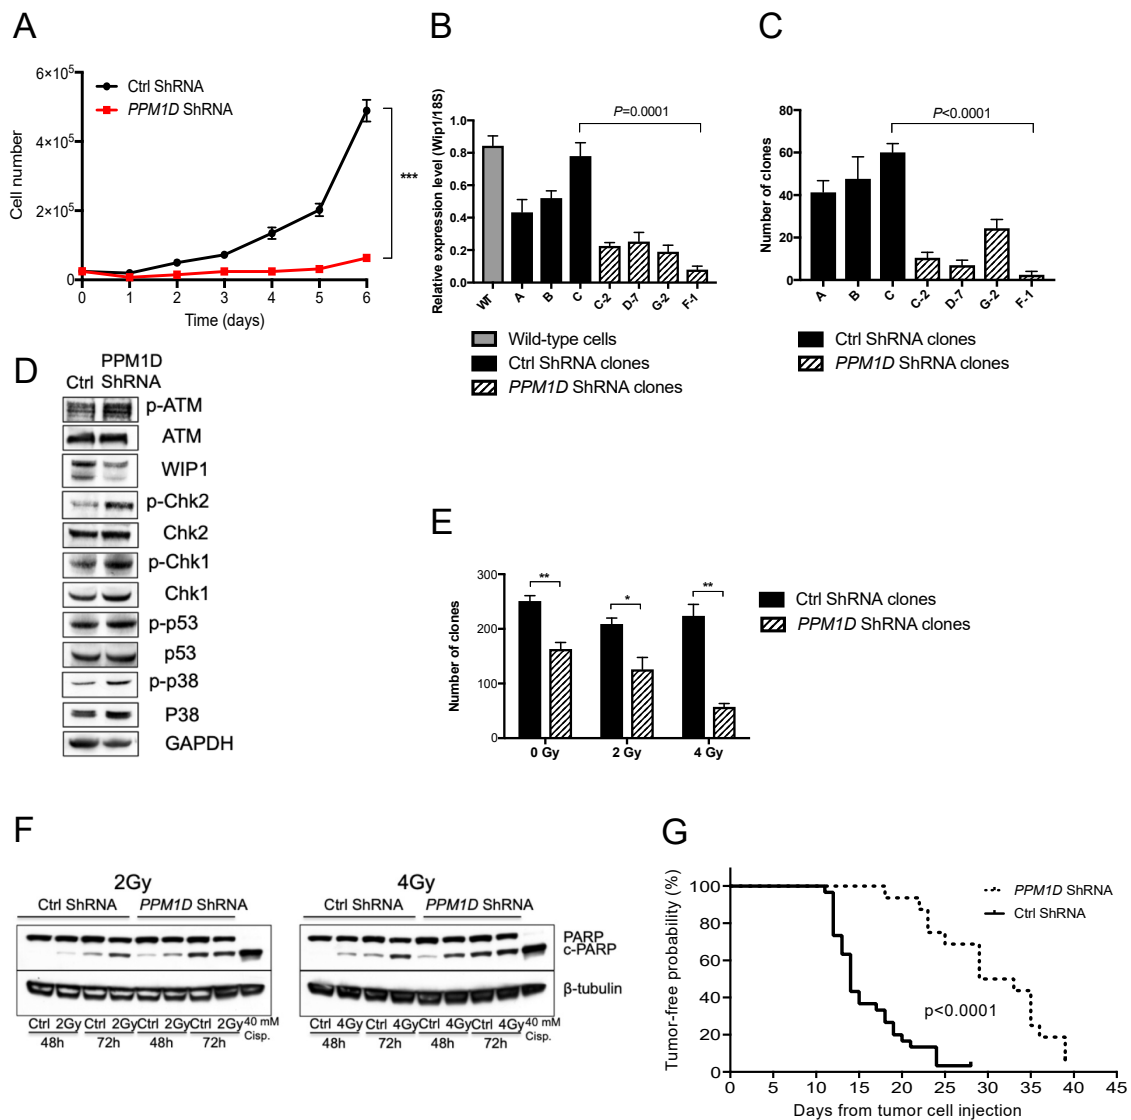 A
6×10⁵
4×10⁵
2×10⁵
0
Cell number
0 1 2 3 4 5 6
Time (days)
Ctrl ShRNA
PPM1D ShRNA
***
B
Relative expression level (Wip1/18S)
1.0
0.8
0.6
0.4
0.2
0.0
P=0.0001
WT A B C C-2 D-7 G-2 F-1
Wild-type cells
Ctrl ShRNA clones
PPM1D ShRNA clones
C
Number of clones
80
60
40
20
0
P<0.0001
A B C C-2 D-7 G-2 F-1
Ctrl ShRNA clones
PPM1D ShRNA clones
D
PPM1D
Ctrl ShRNA
p-ATM
ATM
WIP1
p-Chk2
Chk2
p-Chk1
Chk1
p-p53
p53
p-p38
P38
GAPDH
E
Number of clones
300
200
100
0
** * **
0 Gy 2 Gy 4 Gy
Ctrl ShRNA clones
PPM1D ShRNA clones
F
2Gy
Ctrl ShRNA PPM1D ShRNA
Ctrl 2Gy Ctrl 2Gy Ctrl 2Gy Ctrl 2Gy 40 mM
Cisp.
48h 72h 48h 72h
4Gy
Ctrl ShRNA PPM1D ShRNA
PARP
c-PARP
β-tubulin
Ctrl 4Gy Ctrl 4Gy Ctrl 4Gy Ctrl 4Gy 40 mM
Cisp.
48h 72h 48h 72h
G
Tumor-free probability (%)
100
80
60
40
20
0
PPM1D ShRNA
Ctrl ShRNA
p<0.0001
0 5 10 15 20 25 30 35 40 45
Days from tumor cell injection